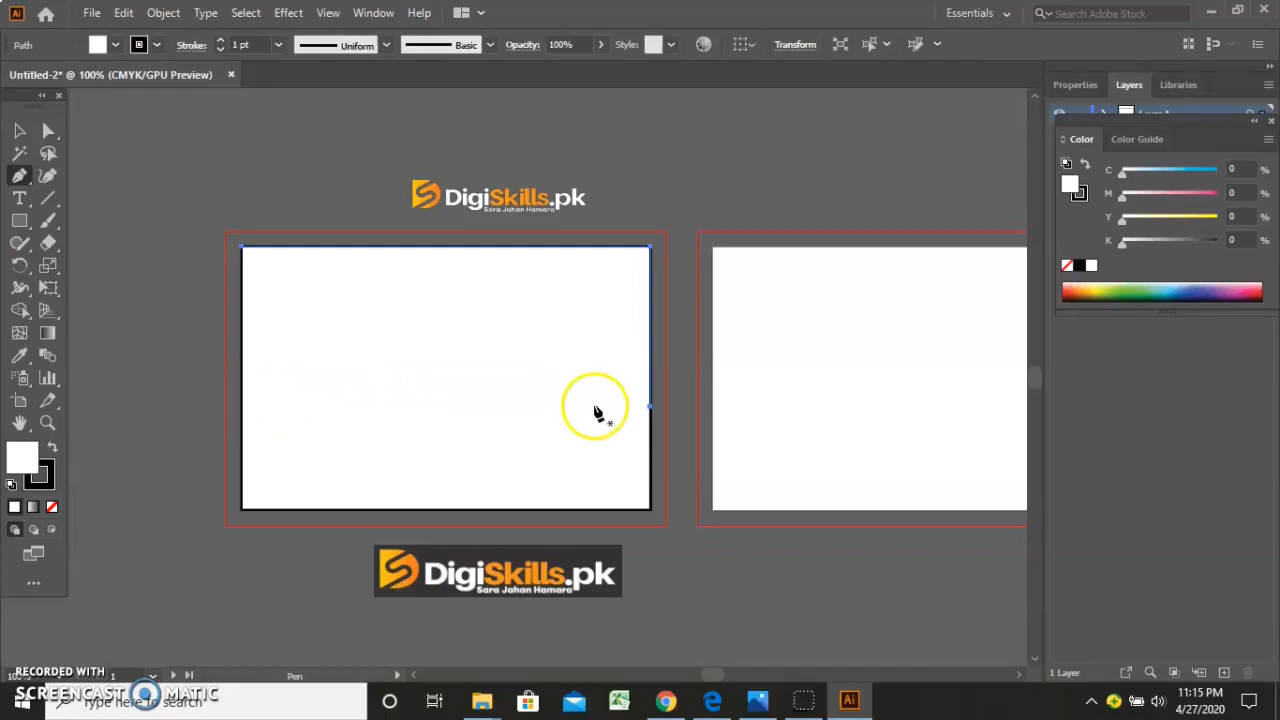 Ai File Edit Object Type Select Effect View Window Help Essentials Search Adobe Stock
Path Stroke: 1 pt Uniform Basic Opacity: 100% Style: Transform
Untitled-2* @ 100% (CMYK/GPU Preview)
Properties Layers Libraries
Color Color Guide
C 0 %
M 0 %
Y 0 %
K 0 %
DigiSkills.pk
Sara Jahan Hamara
DigiSkills.pk
Sara Jahan Hamara
1 Pen
1 Layer
RECORDED WITH
SCREENCAST MATIC
Type here to search
Ai
11:15 PM
4/27/2020